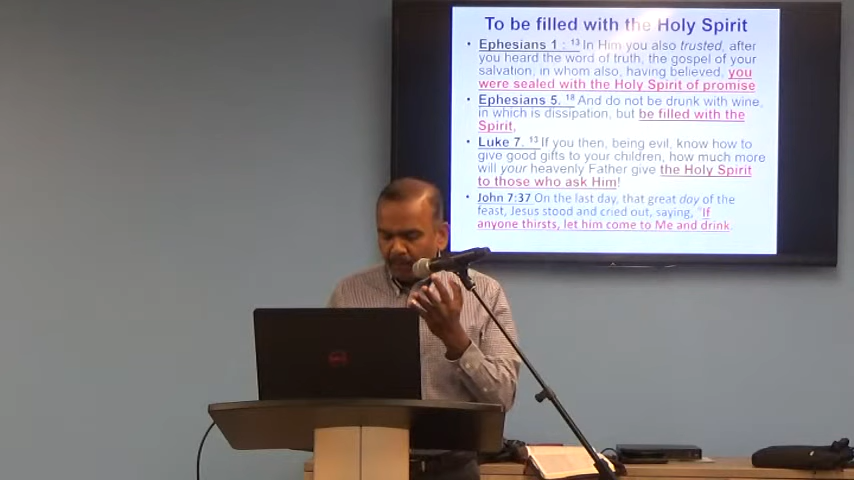 To be filled with the Holy Spirit
• Ephesians 1 : 13 In Him you also trusted, after
you heard the word of truth, the gospel of your
salvation; in whom also, having believed, you
were sealed with the Holy Spirit of promise
• Ephesians 5. 18 And do not be drunk with wine,
in which is dissipation; but be filled with the
Spirit,
• Luke 7. 13 If you then, being evil, know how to
give good gifts to your children, how much more
will your heavenly Father give the Holy Spirit
to those who ask Him!
• John 7:37 On the last day, that great day of the
feast, Jesus stood and cried out, saying, "If
anyone thirsts, let him come to Me and drink.